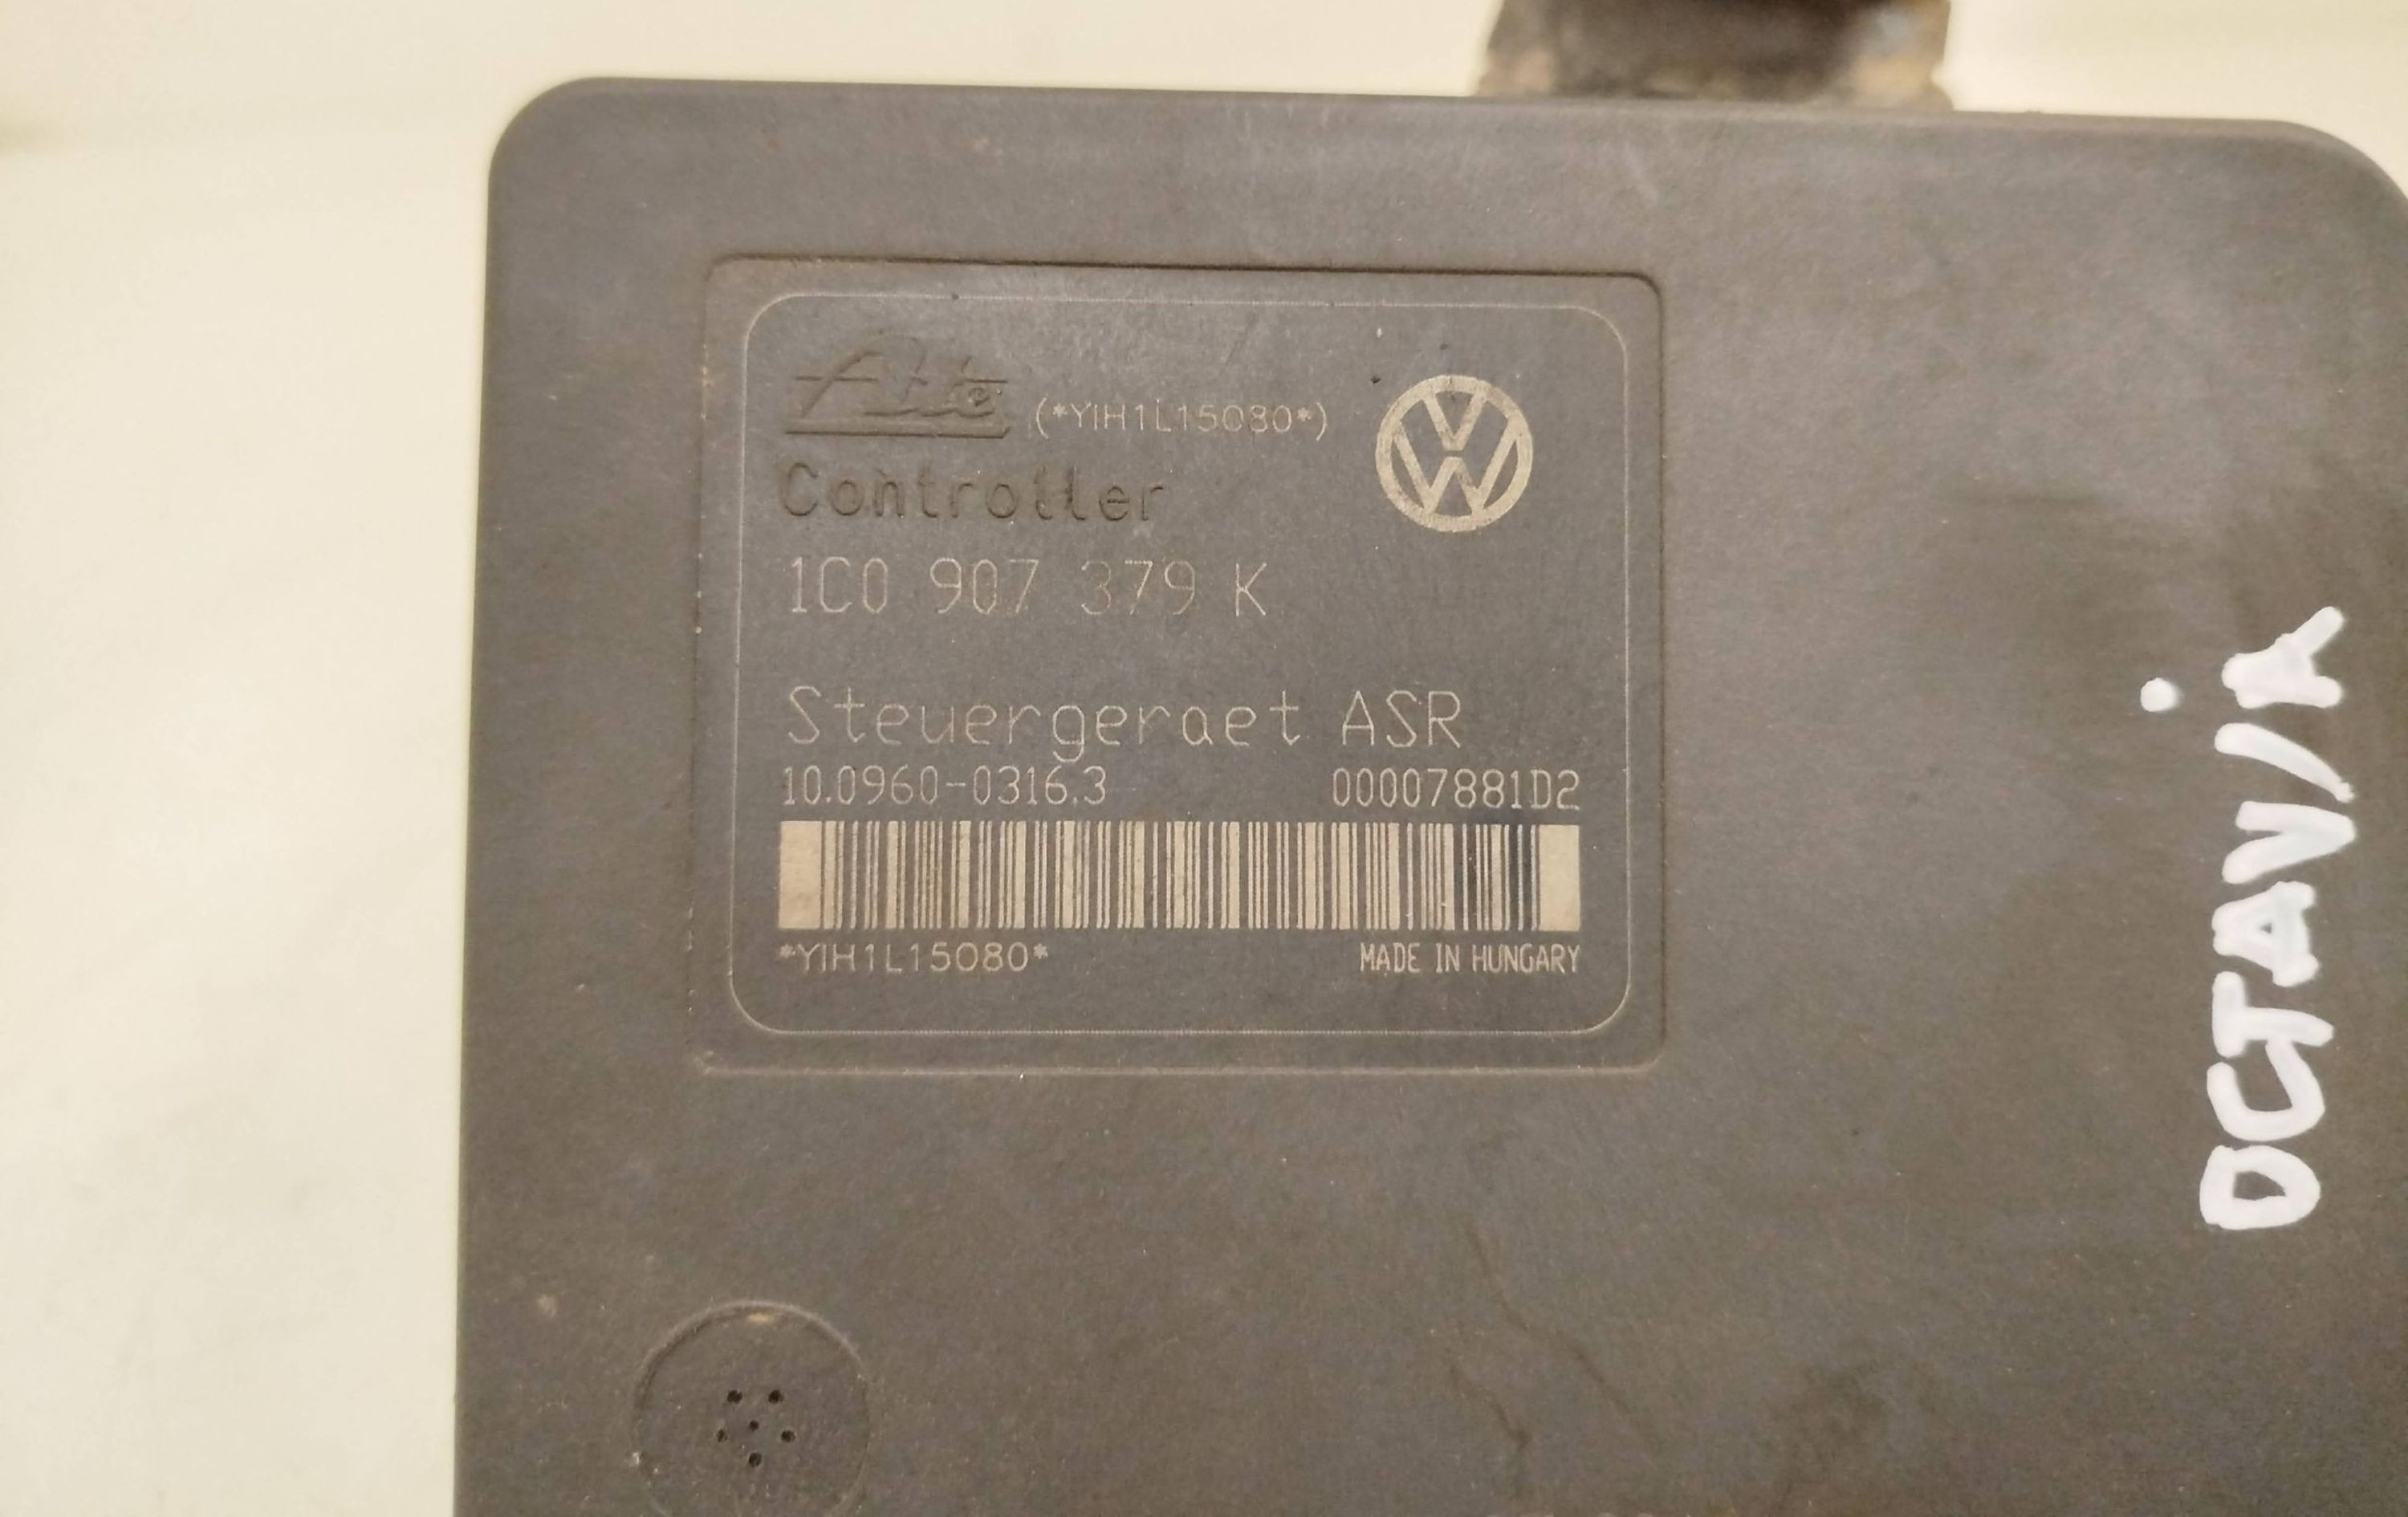 Ate (*YIH1L15080*)
Controller
1C0 907 379 K
Steuergeraet ASR
10.0960-0316.3 00007881D2
*YIH1L15080* MADE IN HUNGARY
OCTAVIA